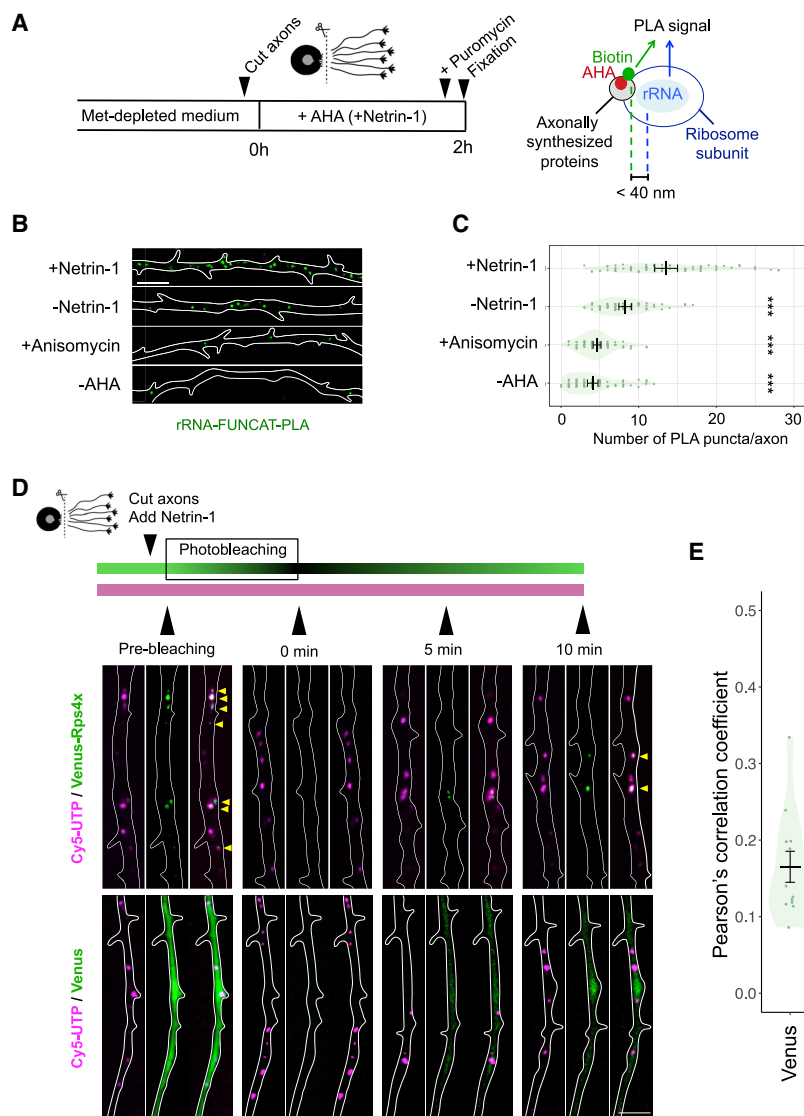 A
Cut axons
+ Puromycin
Fixation
Met-depleted medium
+ AHA (+Netrin-1)
0h
2h
PLA signal
Biotin
AHA
rRNA
Axonally
synthesized
proteins
Ribosome
subunit
< 40 nm
B
+Netrin-1
-Netrin-1
+Anisomycin
-AHA
rRNA-FUNCAT-PLA
C
+Netrin-1
-Netrin-1
***
+Anisomycin
***
-AHA
***
0
10
20
30
Number of PLA puncta/axon
D
Cut axons
Add Netrin-1
Photobleaching
Pre-bleaching
0 min
5 min
10 min
Cy5-UTP / Venus-Rps4x
Cy5-UTP / Venus
E
Pearson's correlation coefficient
0.5
0.4
0.3
0.2
0.1
0.0
Venus